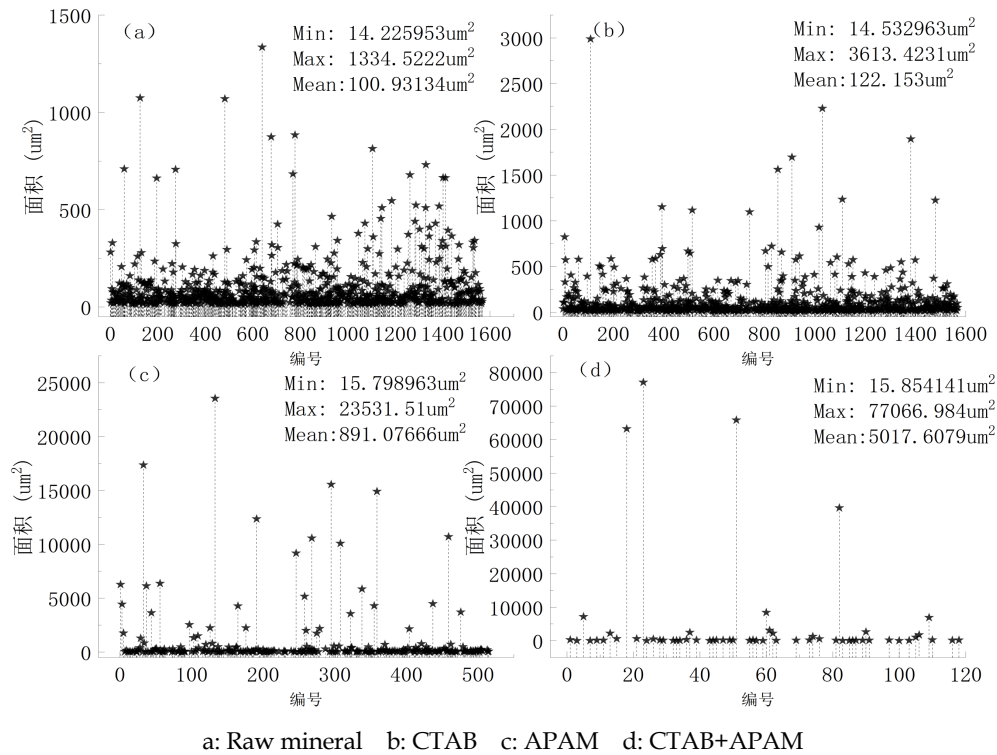 (a)
Min: 14.225953um²
Max: 1334.5222um²
Mean:100.93134um²
面积 (um²)
1500
1000
500
0
0 200 400 600 800 1000 1200 1400 1600
编号
(b)
Min: 14.532963um²
Max: 3613.4231um²
Mean:122.153um²
面积 (um²)
3000
2500
2000
1500
1000
500
0
0 200 400 600 800 1000 1200 1400 1600
编号
(c)
Min: 15.798963um²
Max: 23531.51um²
Mean:891.07666um²
面积 (um²)
25000
20000
15000
10000
5000
0
0 100 200 300 400 500
编号
(d)
Min: 15.854141um²
Max: 77066.984um²
Mean:5017.6079um²
面积 (um²)
80000
70000
60000
50000
40000
30000
20000
10000
0
0 20 40 60 80 100 120
编号
a: Raw mineral b: CTAB c: APAM d: CTAB+APAM